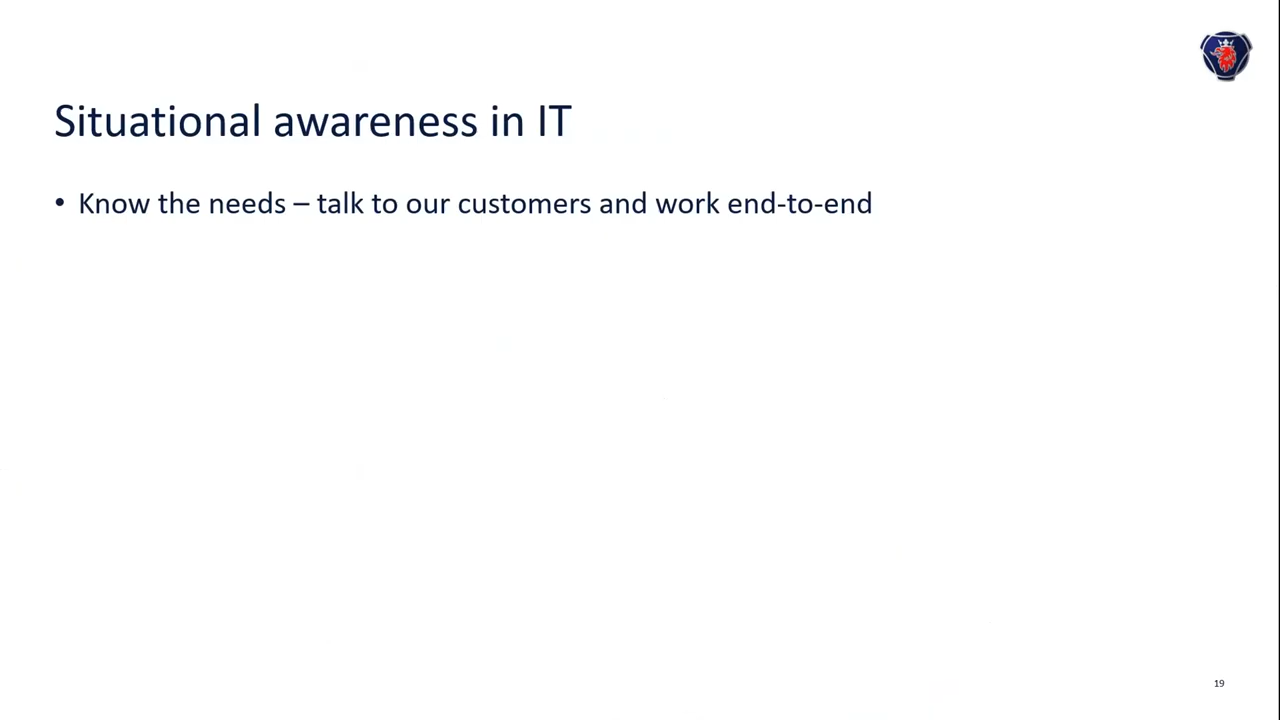 Situational awareness in IT
• Know the needs – talk to our customers and work end-to-end
19